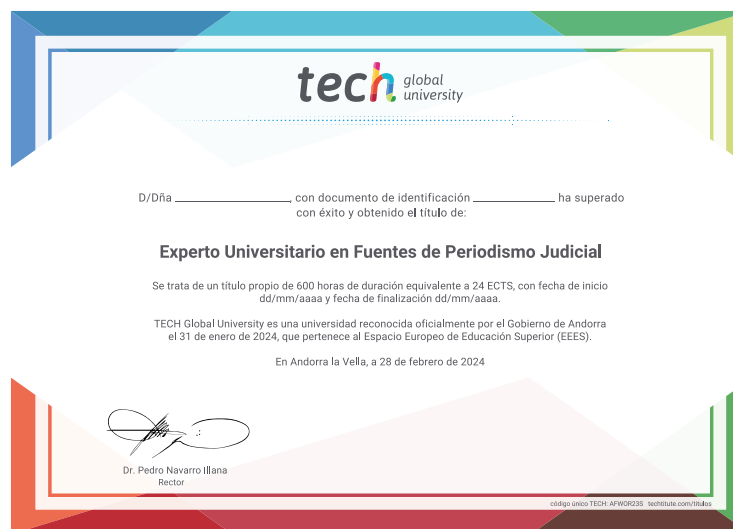 tech global university
D/Dña ______________, con documento de identificación __________ ha superado
con éxito y obtenido el título de:
Experto Universitario en Fuentes de Periodismo Judicial
Se trata de un título propio de 600 horas de duración equivalente a 24 ECTS, con fecha de inicio
dd/mm/aaaa y fecha de finalización dd/mm/aaaa.
TECH Global University es una universidad reconocida oficialmente por el Gobierno de Andorra
el 31 de enero de 2024, que pertenece al Espacio Europeo de Educación Superior (EEES).
En Andorra la Vella, a 28 de febrero de 2024
Dr. Pedro Navarro Illana
Rector
código único TECH: AFWOR23S techtitute.com/titulos